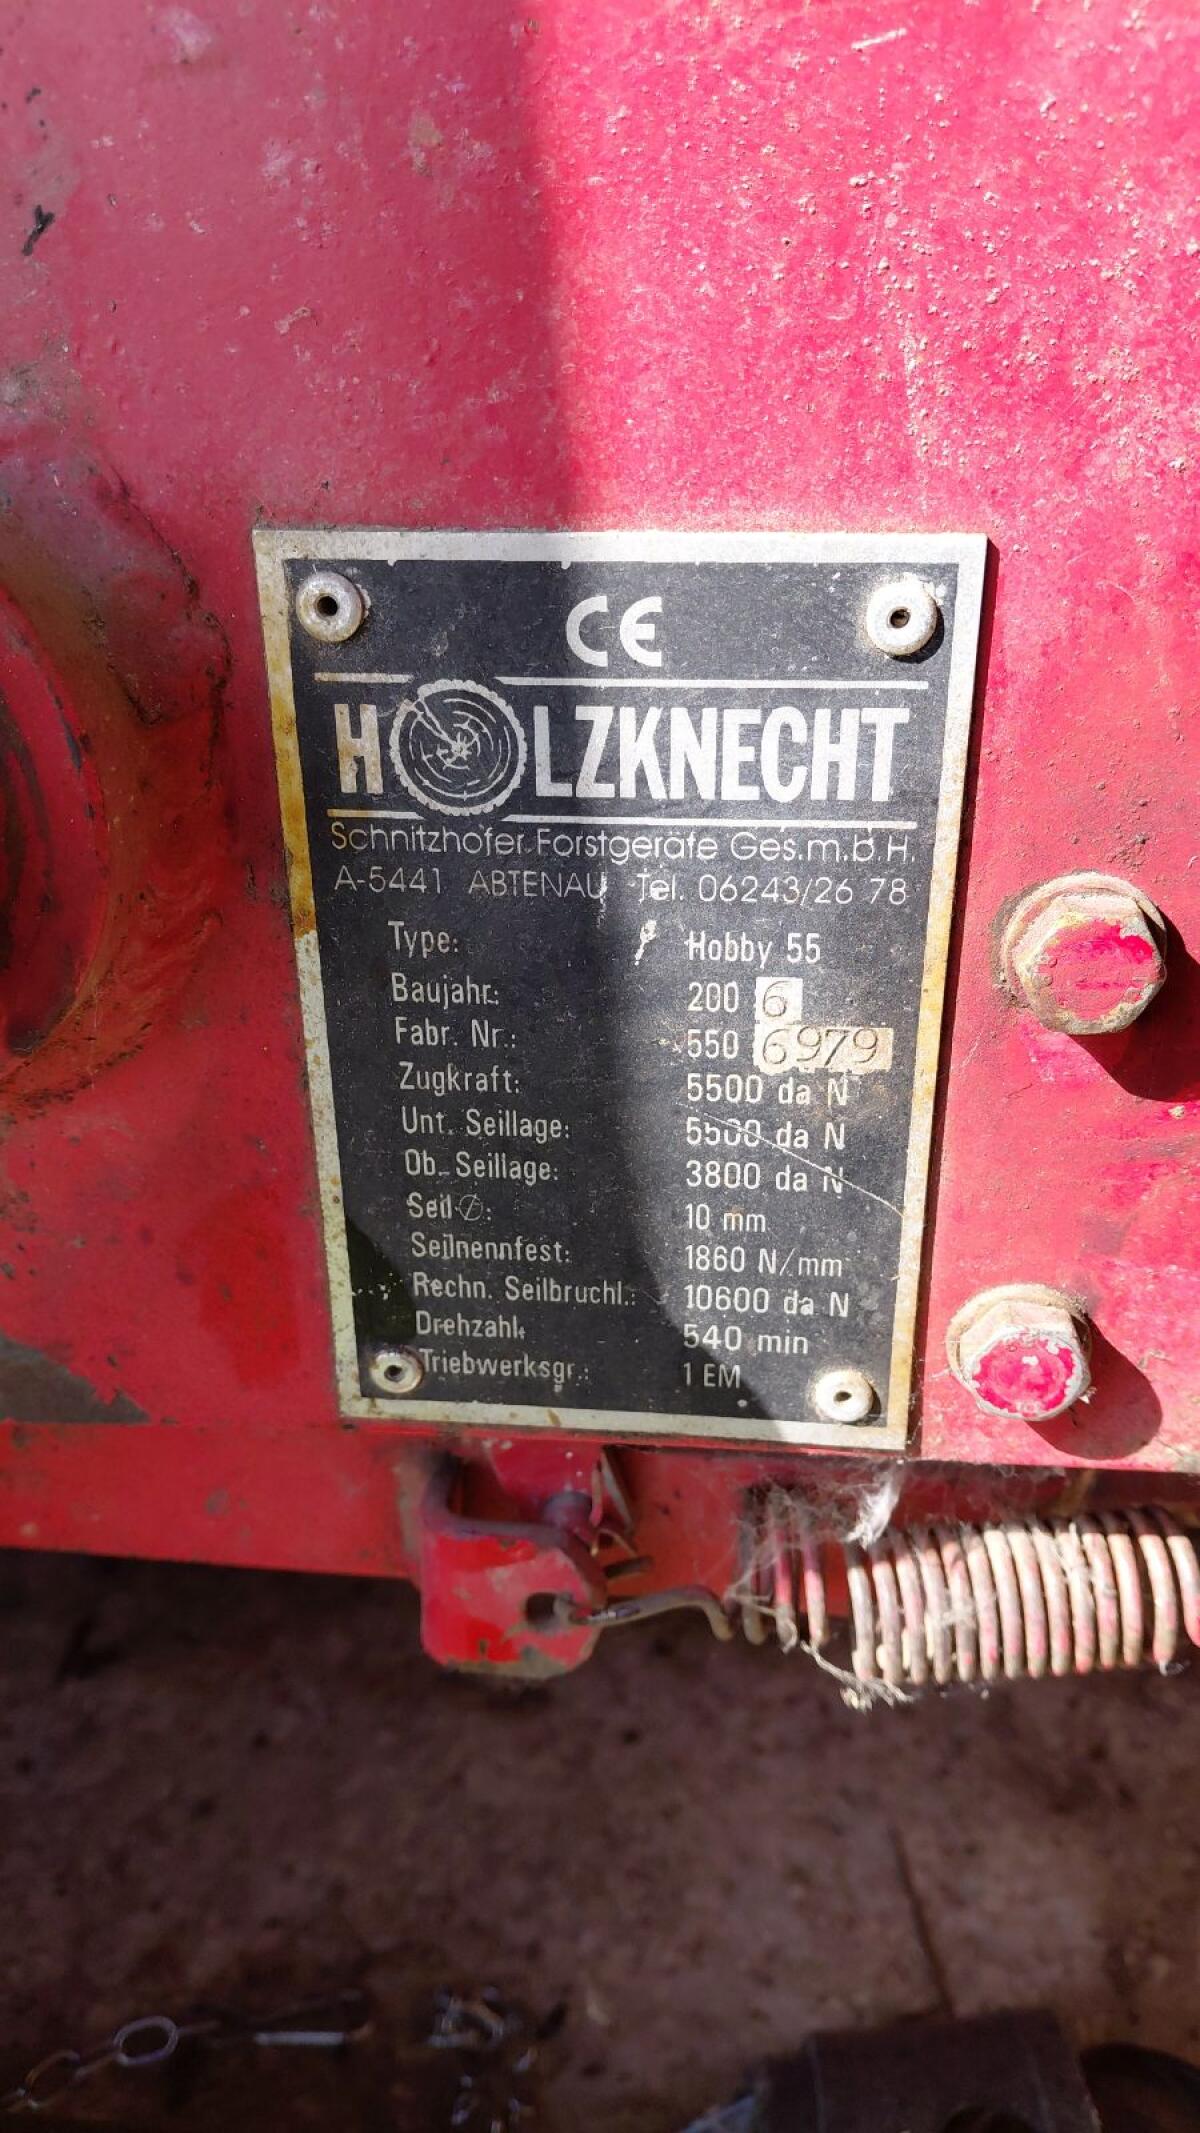 CE
HOLZKNECHT
Schnitzhofer Forstgeräte Ges.m.b.H.
A-5441 ABTENAU Tel. 06243/26 78
Type: Hobby 55
Baujahr: 2006
Fabr. Nr.: 550 6979
Zugkraft: 5500 da N
Unt. Seillage: 5500 da N
Ob. Seillage: 3800 da N
Seil ∅: 10 mm
Seilnennfest: 1860 N/mm
Rechn. Seilbruchl.: 10600 da N
Drehzahl: 540 min
Triebwerksgr.: 1 EM